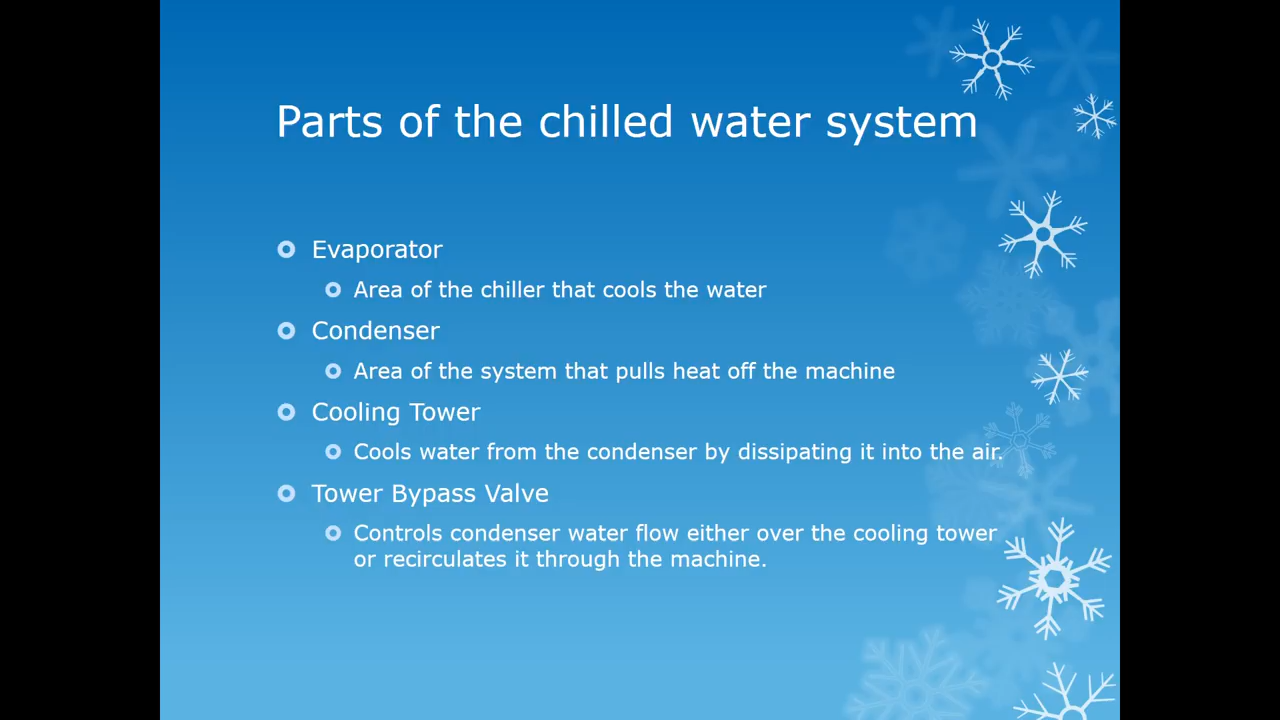 Parts of the chilled water system
Evaporator
Area of the chiller that cools the water
Condenser
Area of the system that pulls heat off the machine
Cooling Tower
Cools water from the condenser by dissipating it into the air.
Tower Bypass Valve
Controls condenser water flow either over the cooling tower
or recirculates it through the machine.